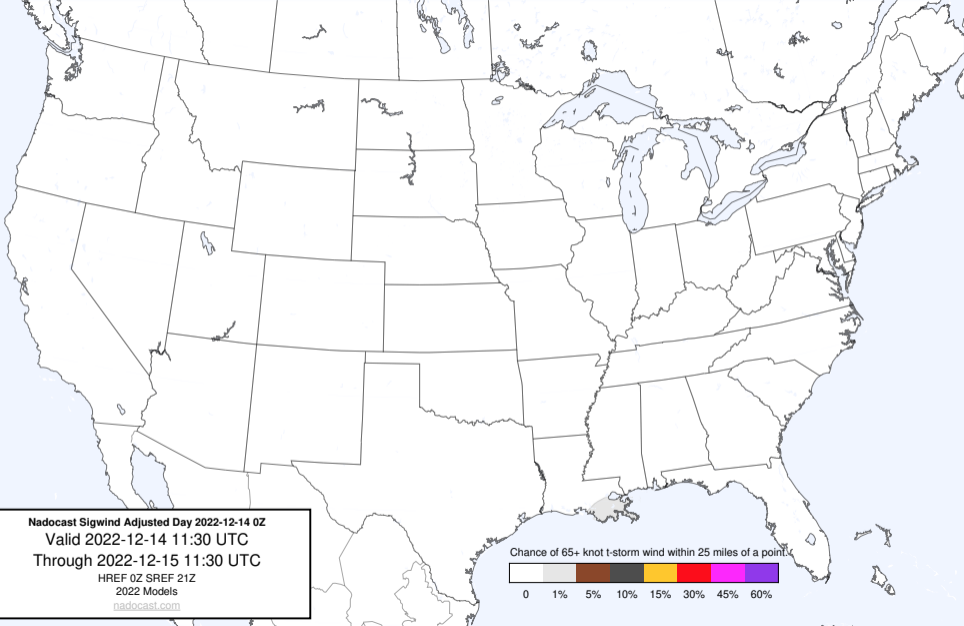 Nadocast Sigwind Adjusted Day 2022-12-14 0Z
Valid 2022-12-14 11:30 UTC
Through 2022-12-15 11:30 UTC
HREF 0Z SREF 21Z
2022 Models
nadocast.com
Chance of 65+ knot t-storm wind within 25 miles of a point.
0 1% 5% 10% 15% 30% 45% 60%